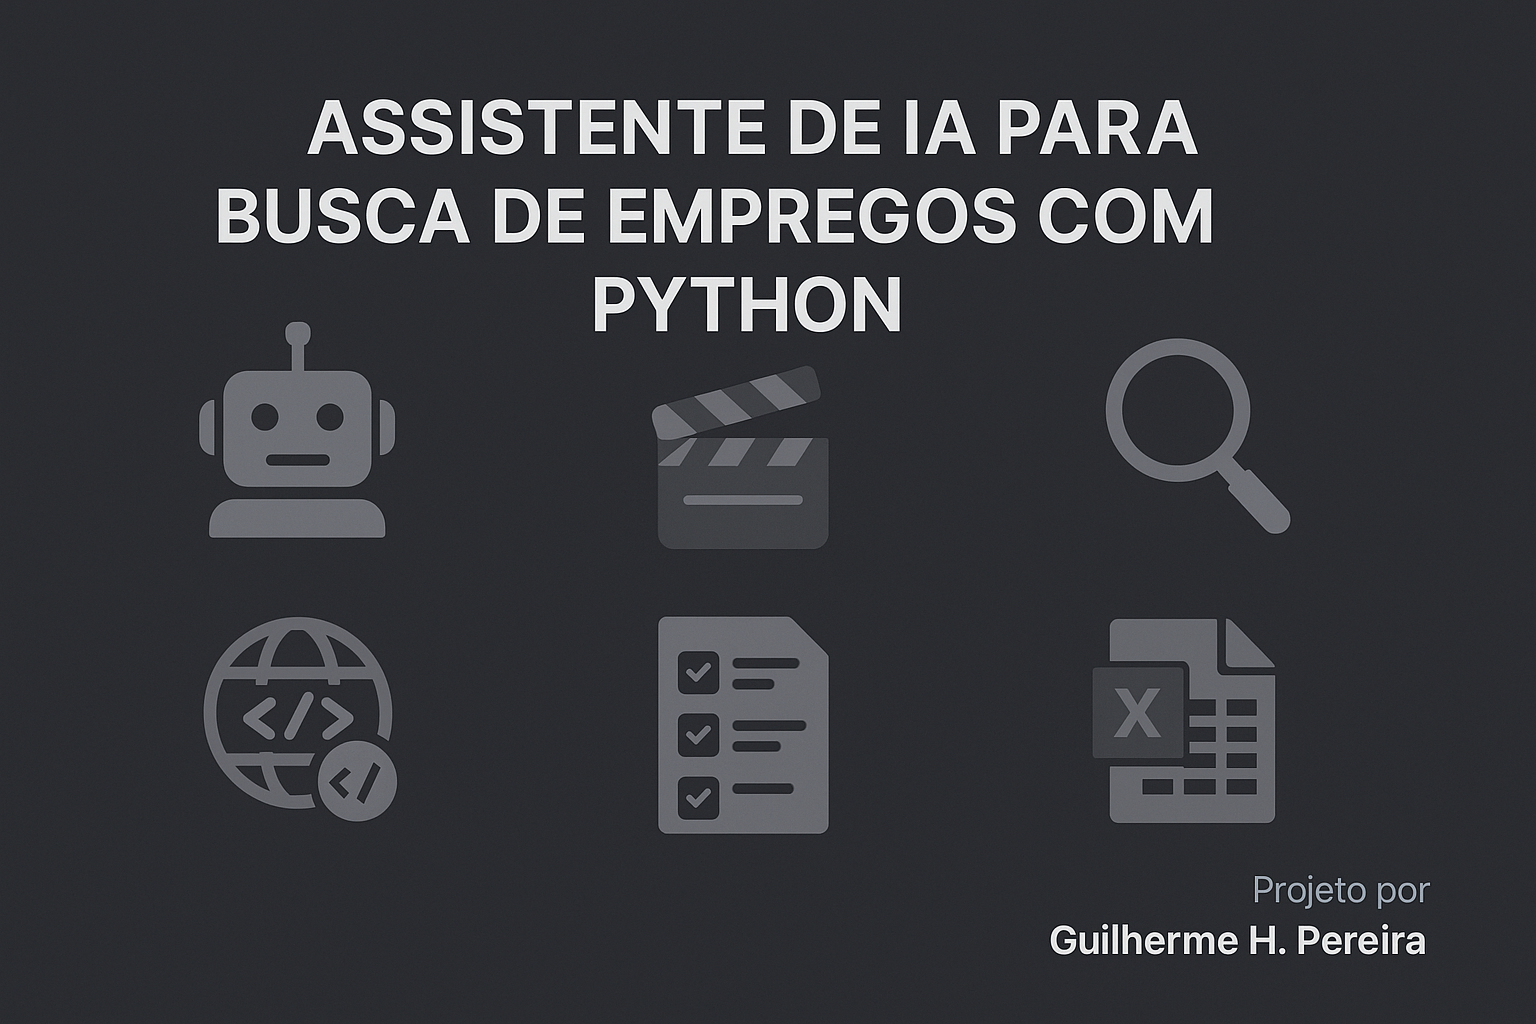 ASSISTENTE DE IA PARA
BUSCA DE EMPREGOS COM
PYTHON
</>
</
X
Projeto por
Guilherme H. Pereira